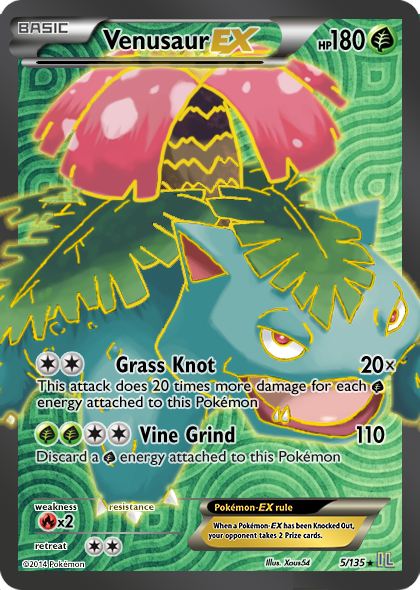 BASIC
Venusaur EX HP180
Grass Knot 20×
This attack does 20 times more damage for each
energy attached to this Pokémon
Vine Grind 110
Discard a energy attached to this Pokémon
weakness resistance
×2
retreat
Pokémon-EX rule
When a Pokémon-EX has been Knocked Out,
your opponent takes 2 Prize cards.
©2014 Pokémon Illus. Xous54 5/135 ★ IL